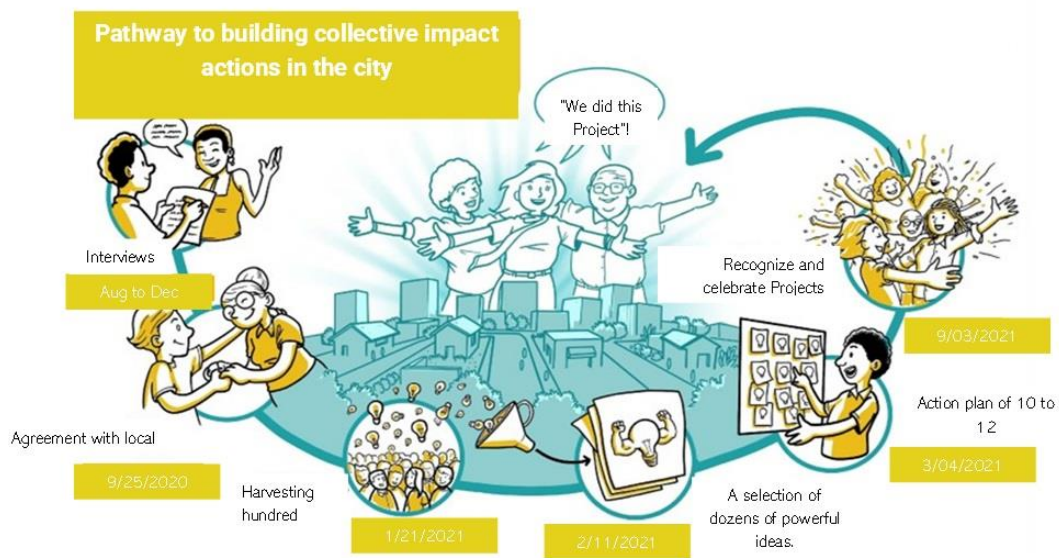 Pathway to building collective impact
actions in the city
"We did this
Project"!
Interviews
Aug to Dec
Agreement with local
9/25/2020
Harvesting
hundred
1/21/2021
2/11/2021
A selection of
dozens of powerful
ideas.
Action plan of 10 to
12
3/04/2021
Recognize and
celebrate Projects
9/03/2021